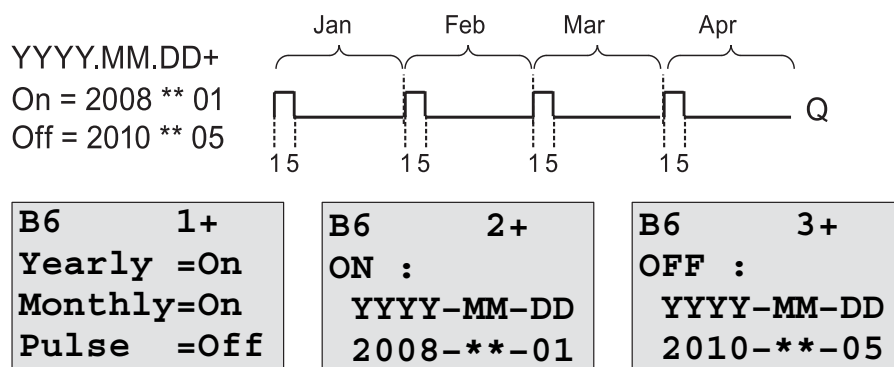 Jan Feb Mar Apr
YYYY.MM.DD+
On = 2008 ** 01
Off = 2010 ** 05
Q
1 5 1 5 1 5 1 5
B6 1+
Yearly =On
Monthly=On
Pulse =Off
B6 2+
ON :
YYYY-MM-DD
2008-**-01
B6 3+
OFF :
YYYY-MM-DD
2010-**-05